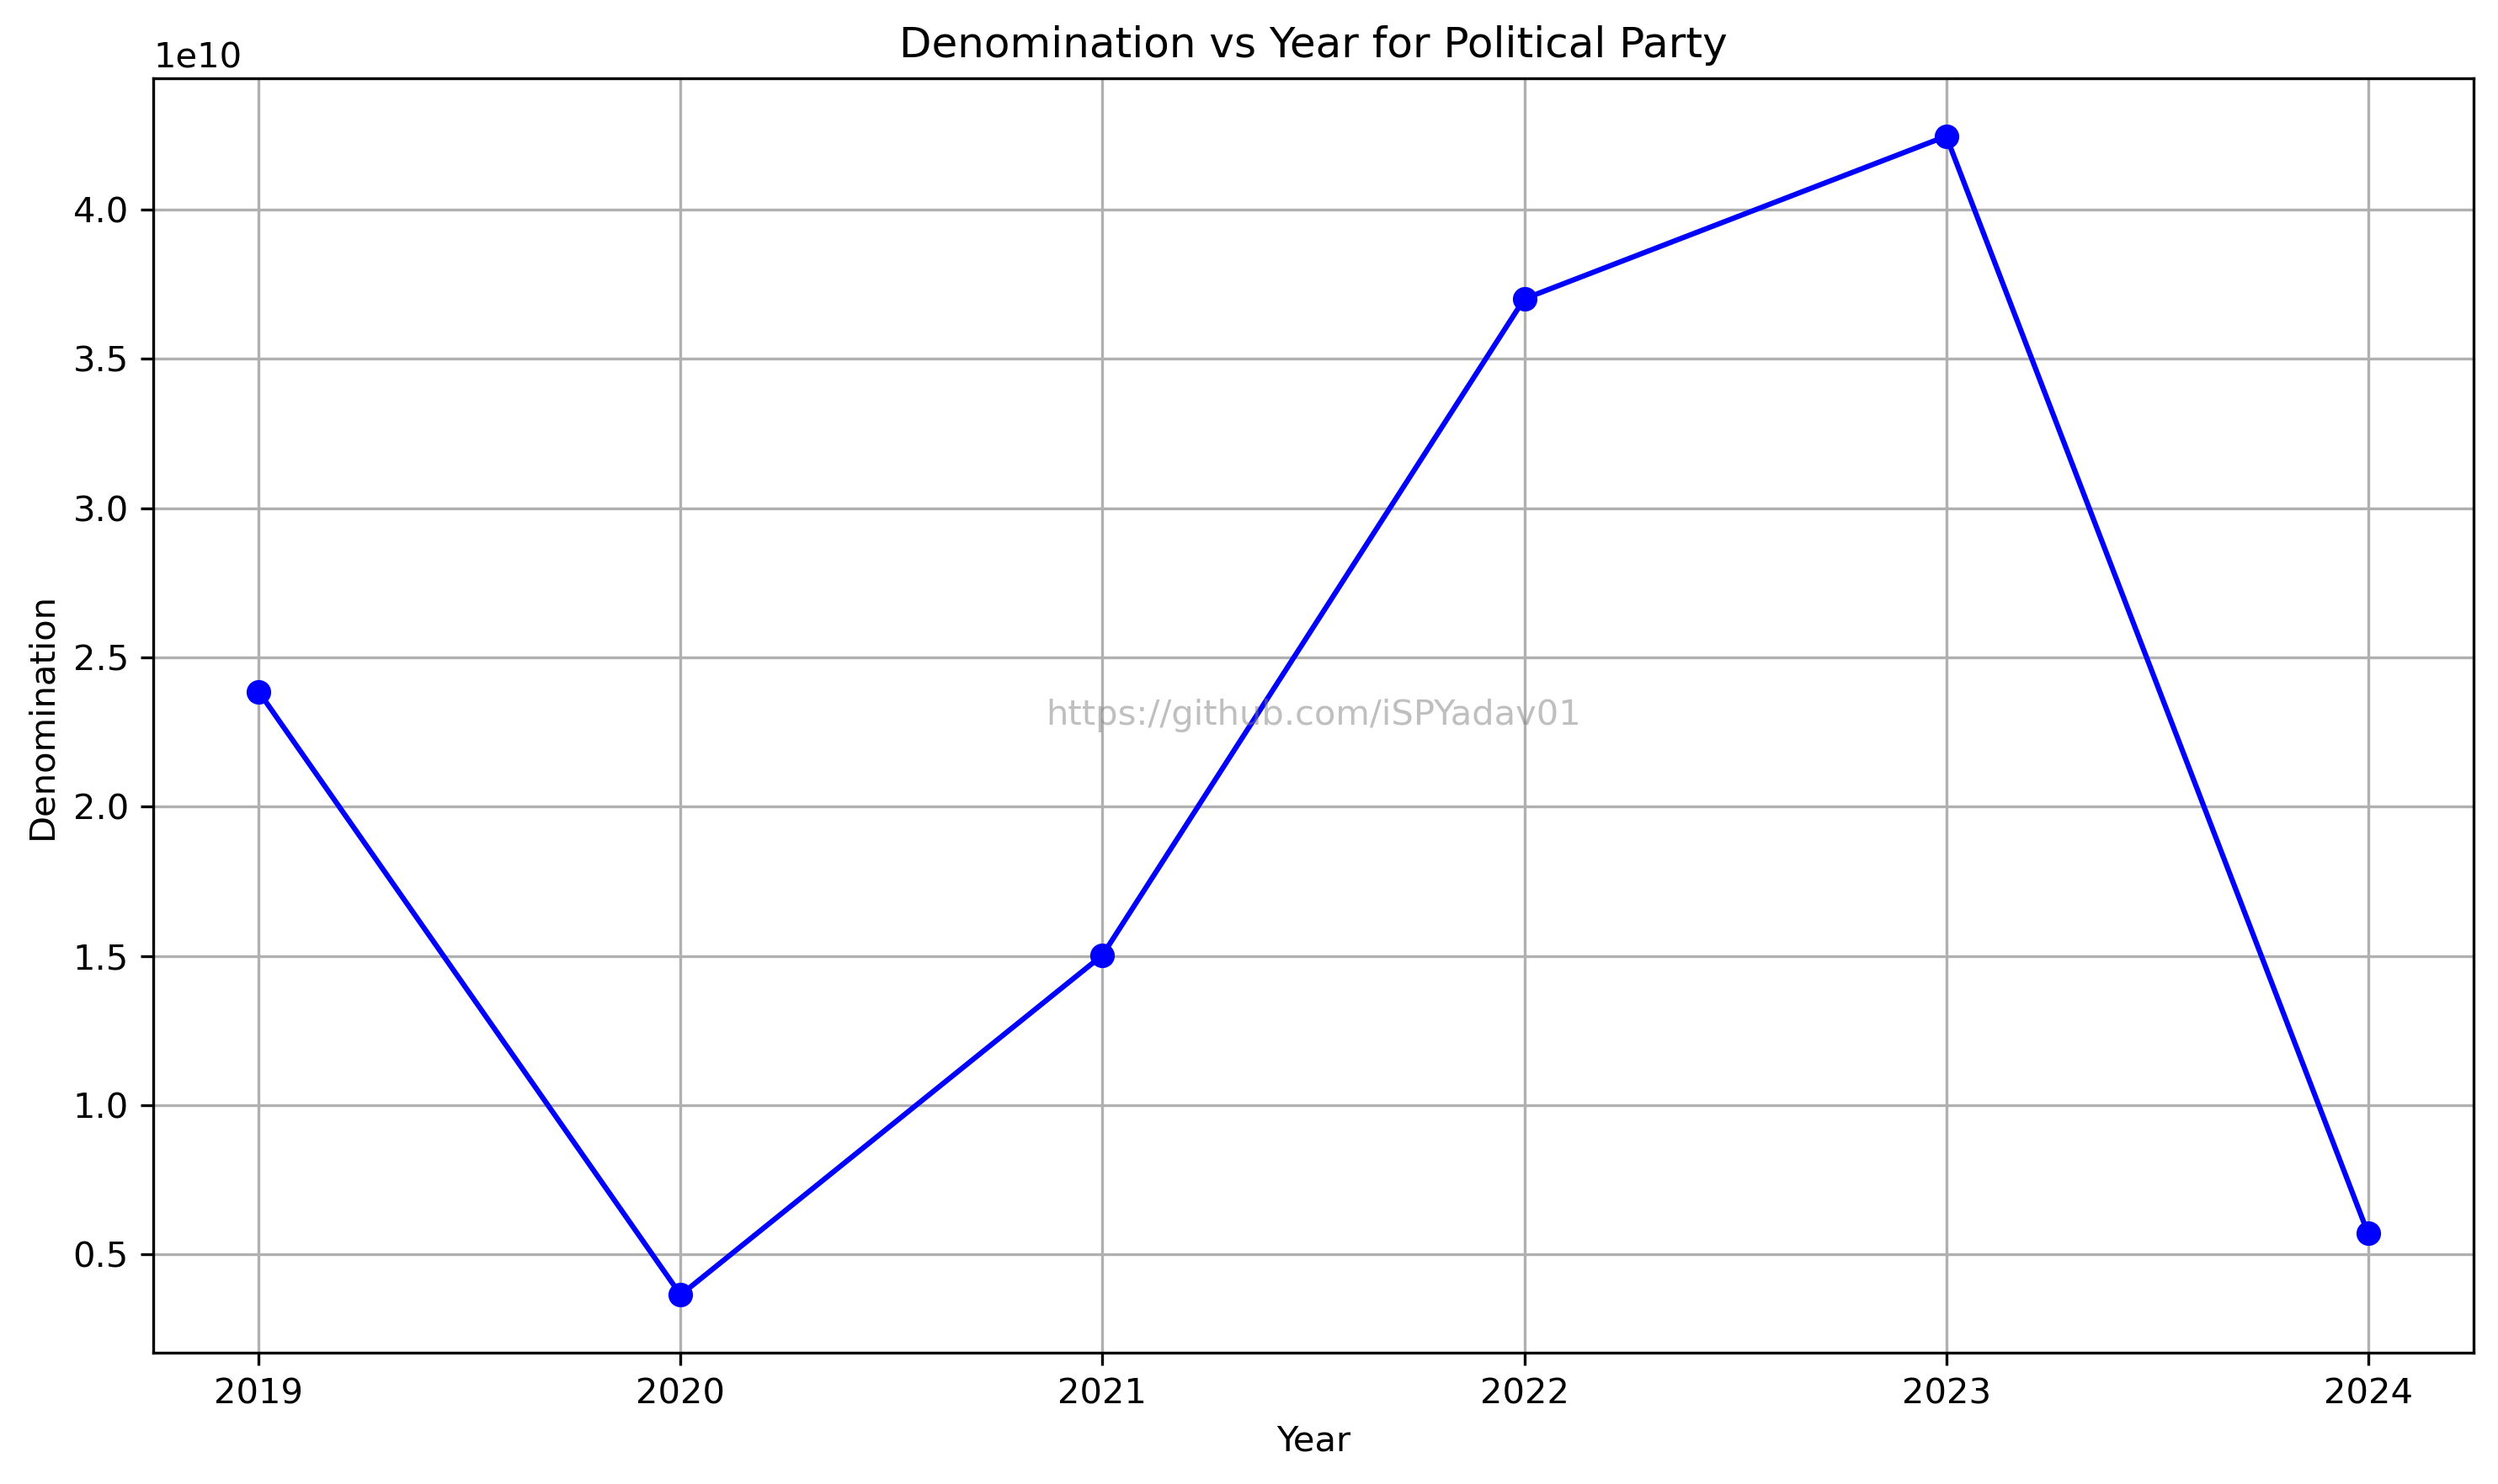 Denomination vs Year for Political Party
1e10
4.0
3.5
3.0
2.5
2.0
1.5
1.0
0.5
Denomination
https://github.com/iSPYadav01
2019 2020 2021 2022 2023 2024
Year